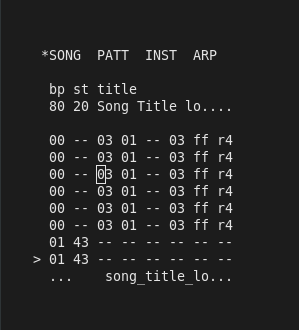 *SONG  PATT  INST  ARP
bp st title
80 20 Song Title lo....
00 -- 03 01 -- 03 ff r4
00 -- 03 01 -- 03 ff r4
00 -- 03 01 -- 03 ff r4
00 -- 03 01 -- 03 ff r4
00 -- 03 01 -- 03 ff r4
00 -- 03 01 -- 03 ff r4
01 43 -- -- -- -- -- --
> 01 43 -- -- -- -- -- --
...    song_title_lo...